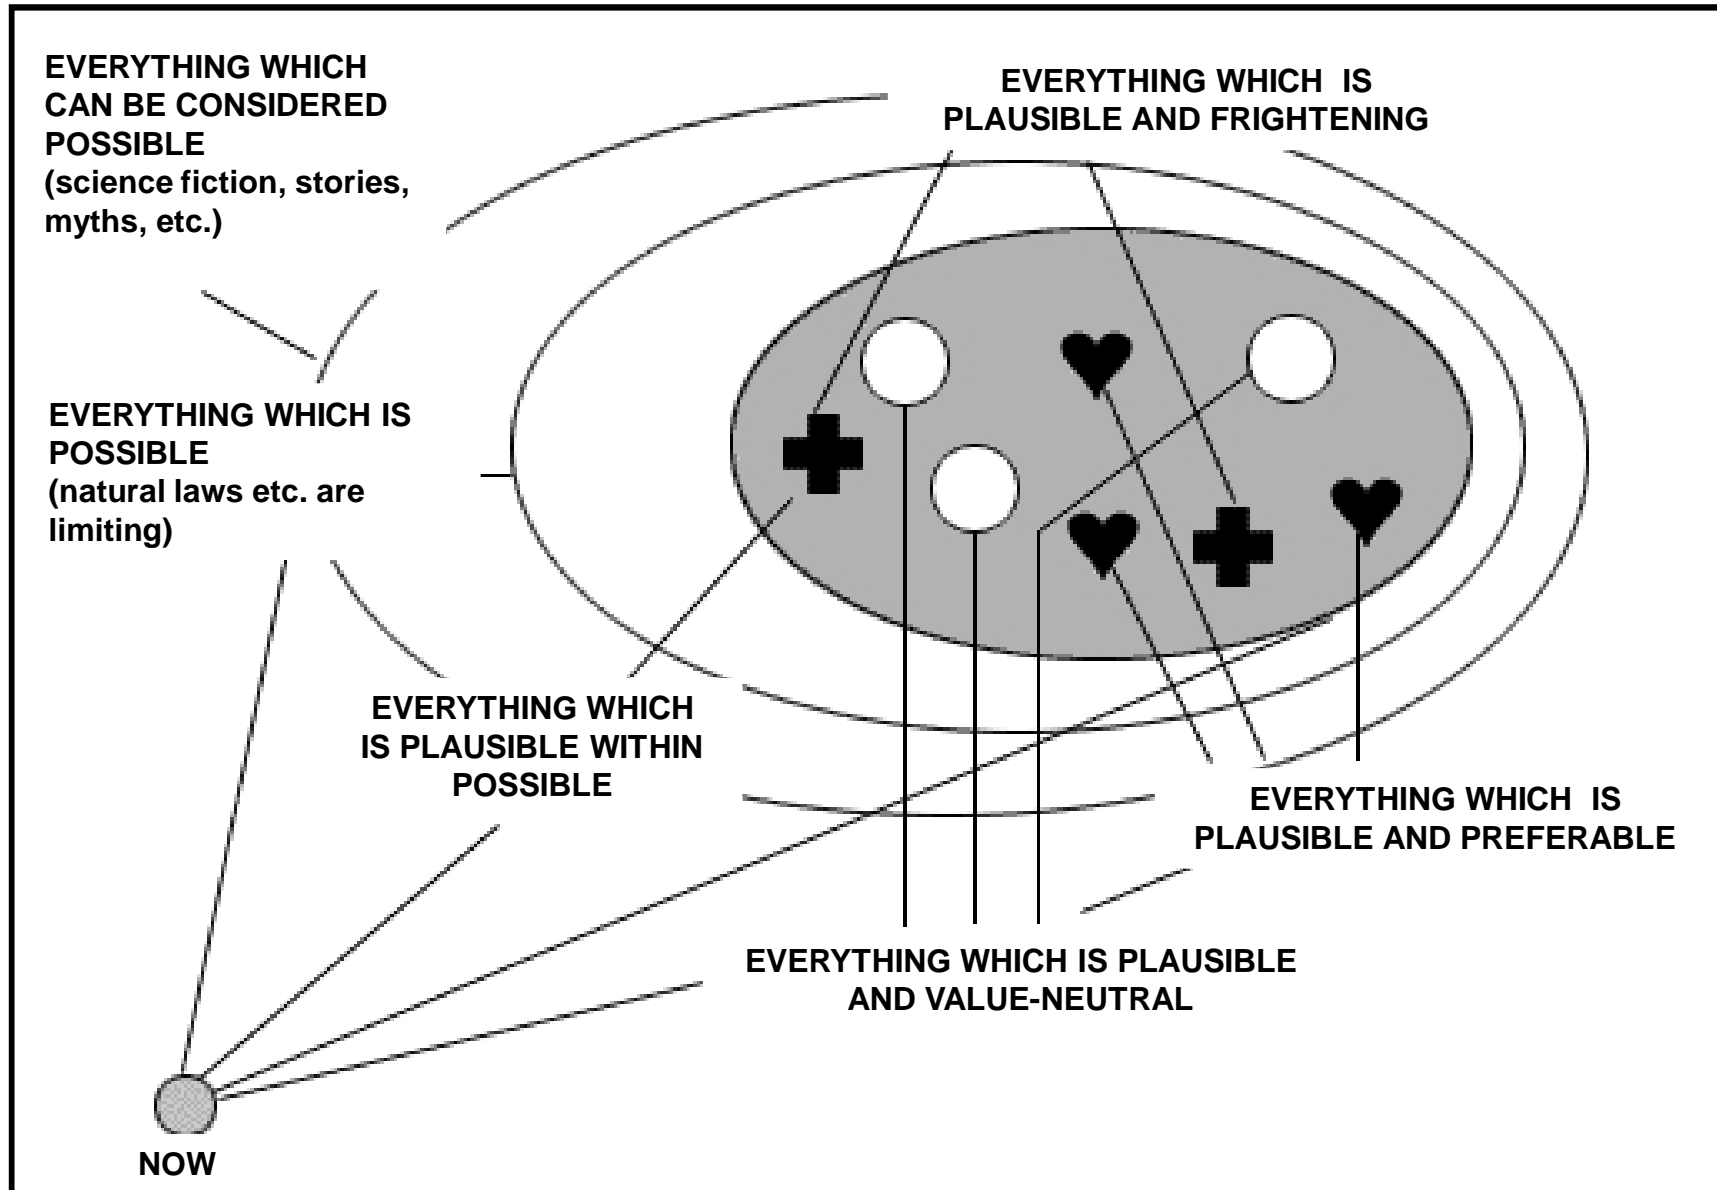 EVERYTHING WHICH
CAN BE CONSIDERED
POSSIBLE
(science fiction, stories,
myths, etc.)
EVERYTHING WHICH IS
PLAUSIBLE AND FRIGHTENING
EVERYTHING WHICH IS
POSSIBLE
(natural laws etc. are
limiting)
EVERYTHING WHICH
IS PLAUSIBLE WITHIN
POSSIBLE
EVERYTHING WHICH IS
PLAUSIBLE AND PREFERABLE
EVERYTHING WHICH IS PLAUSIBLE
AND VALUE-NEUTRAL
NOW